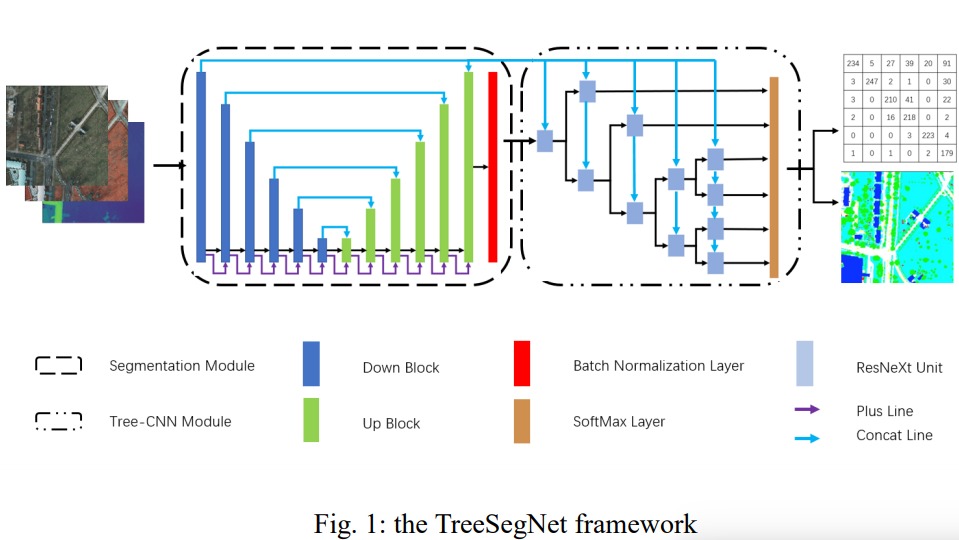 234 5 27 39 20 91
3 247 2 1 0 30
3 0 210 41 0 22
2 0 16 218 0 2
0 0 0 3 223 4
1 0 1 0 2 179
Segmentation Module
Down Block
Batch Normalization Layer
ResNeXt Unit
Tree-CNN Module
Up Block
SoftMax Layer
Plus Line
Concat Line
Fig. 1: the TreeSegNet framework